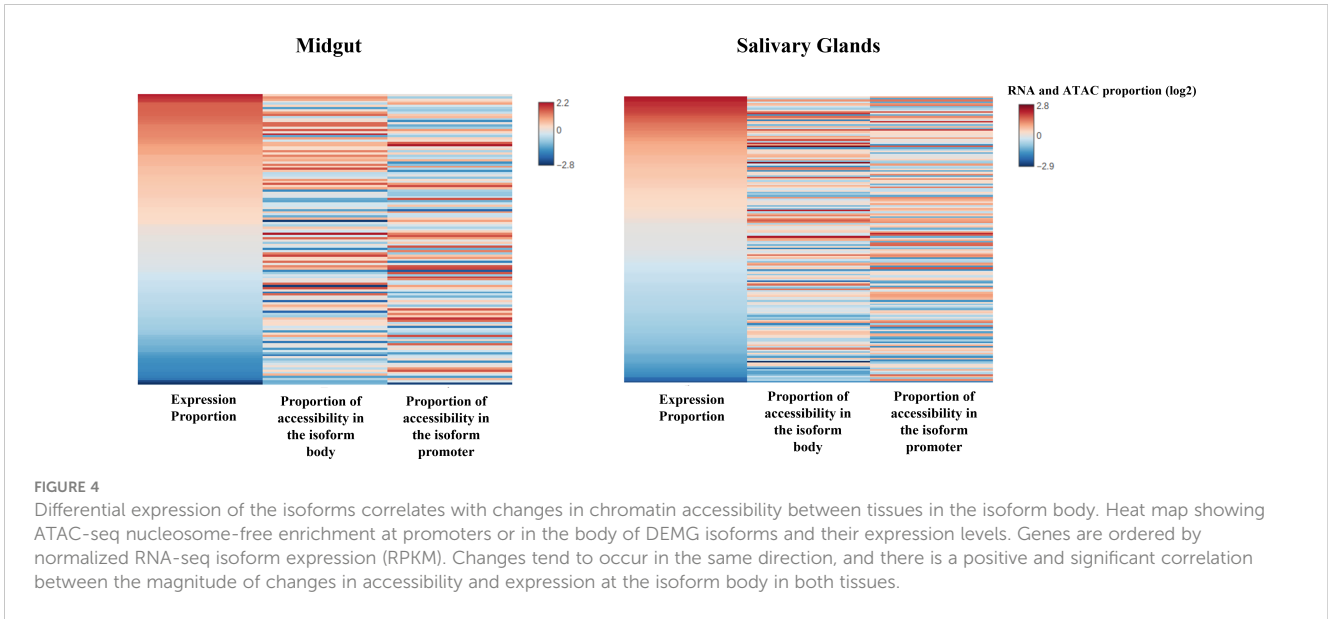 Midgut
Salivary Glands
RNA and ATAC proportion (log2)
2.2
0
−2.8
2.8
0
−2.9
Expression
Proportion
Proportion of
accessibility in
the isoform
body
Proportion of
accessibility in
the isoform
promoter
Expression
Proportion
Proportion of
accessibility in
the isoform
body
Proportion of
accessibility in
the isoform
promoter
FIGURE 4
Differential expression of the isoforms correlates with changes in chromatin accessibility between tissues in the isoform body. Heat map showing
ATAC-seq nucleosome-free enrichment at promoters or in the body of DEMG isoforms and their expression levels. Genes are ordered by
normalized RNA-seq isoform expression (RPKM). Changes tend to occur in the same direction, and there is a positive and significant correlation
between the magnitude of changes in accessibility and expression at the isoform body in both tissues.